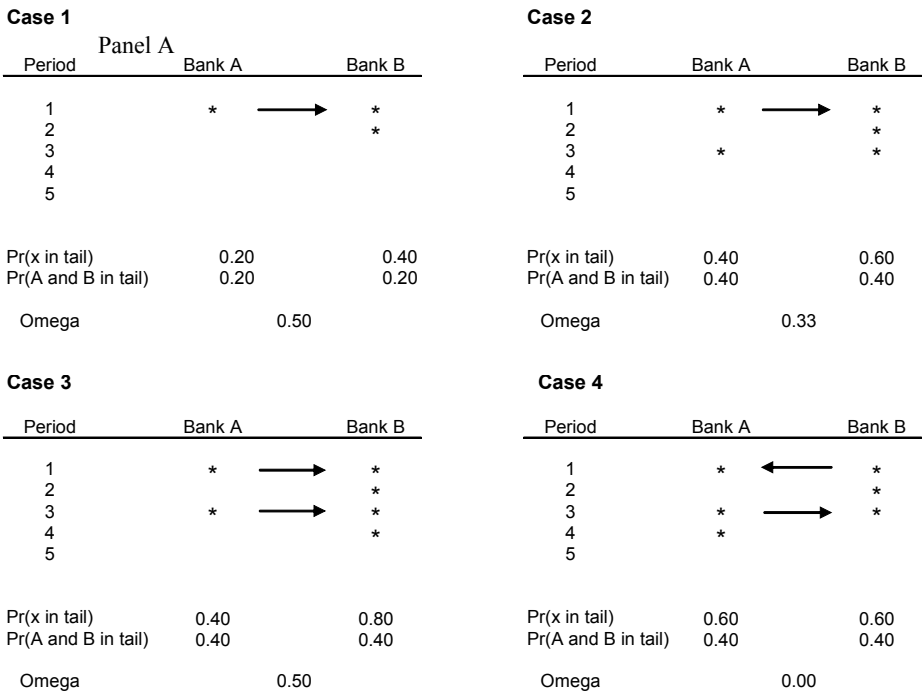 Case 1
Panel A
Period Bank A Bank B
1 * *
2 *
3
4
5
Pr(x in tail) 0.20 0.40
Pr(A and B in tail) 0.20 0.20
Omega 0.50
Case 2
Period Bank A Bank B
1 * *
2 *
3 * *
4
5
Pr(x in tail) 0.40 0.60
Pr(A and B in tail) 0.40 0.40
Omega 0.33
Case 3
Period Bank A Bank B
1 * *
2 *
3 * *
4 *
5
Pr(x in tail) 0.40 0.80
Pr(A and B in tail) 0.40 0.40
Omega 0.50
Case 4
Period Bank A Bank B
1 * *
2 *
3 * *
4 *
5
Pr(x in tail) 0.60 0.60
Pr(A and B in tail) 0.40 0.40
Omega 0.00